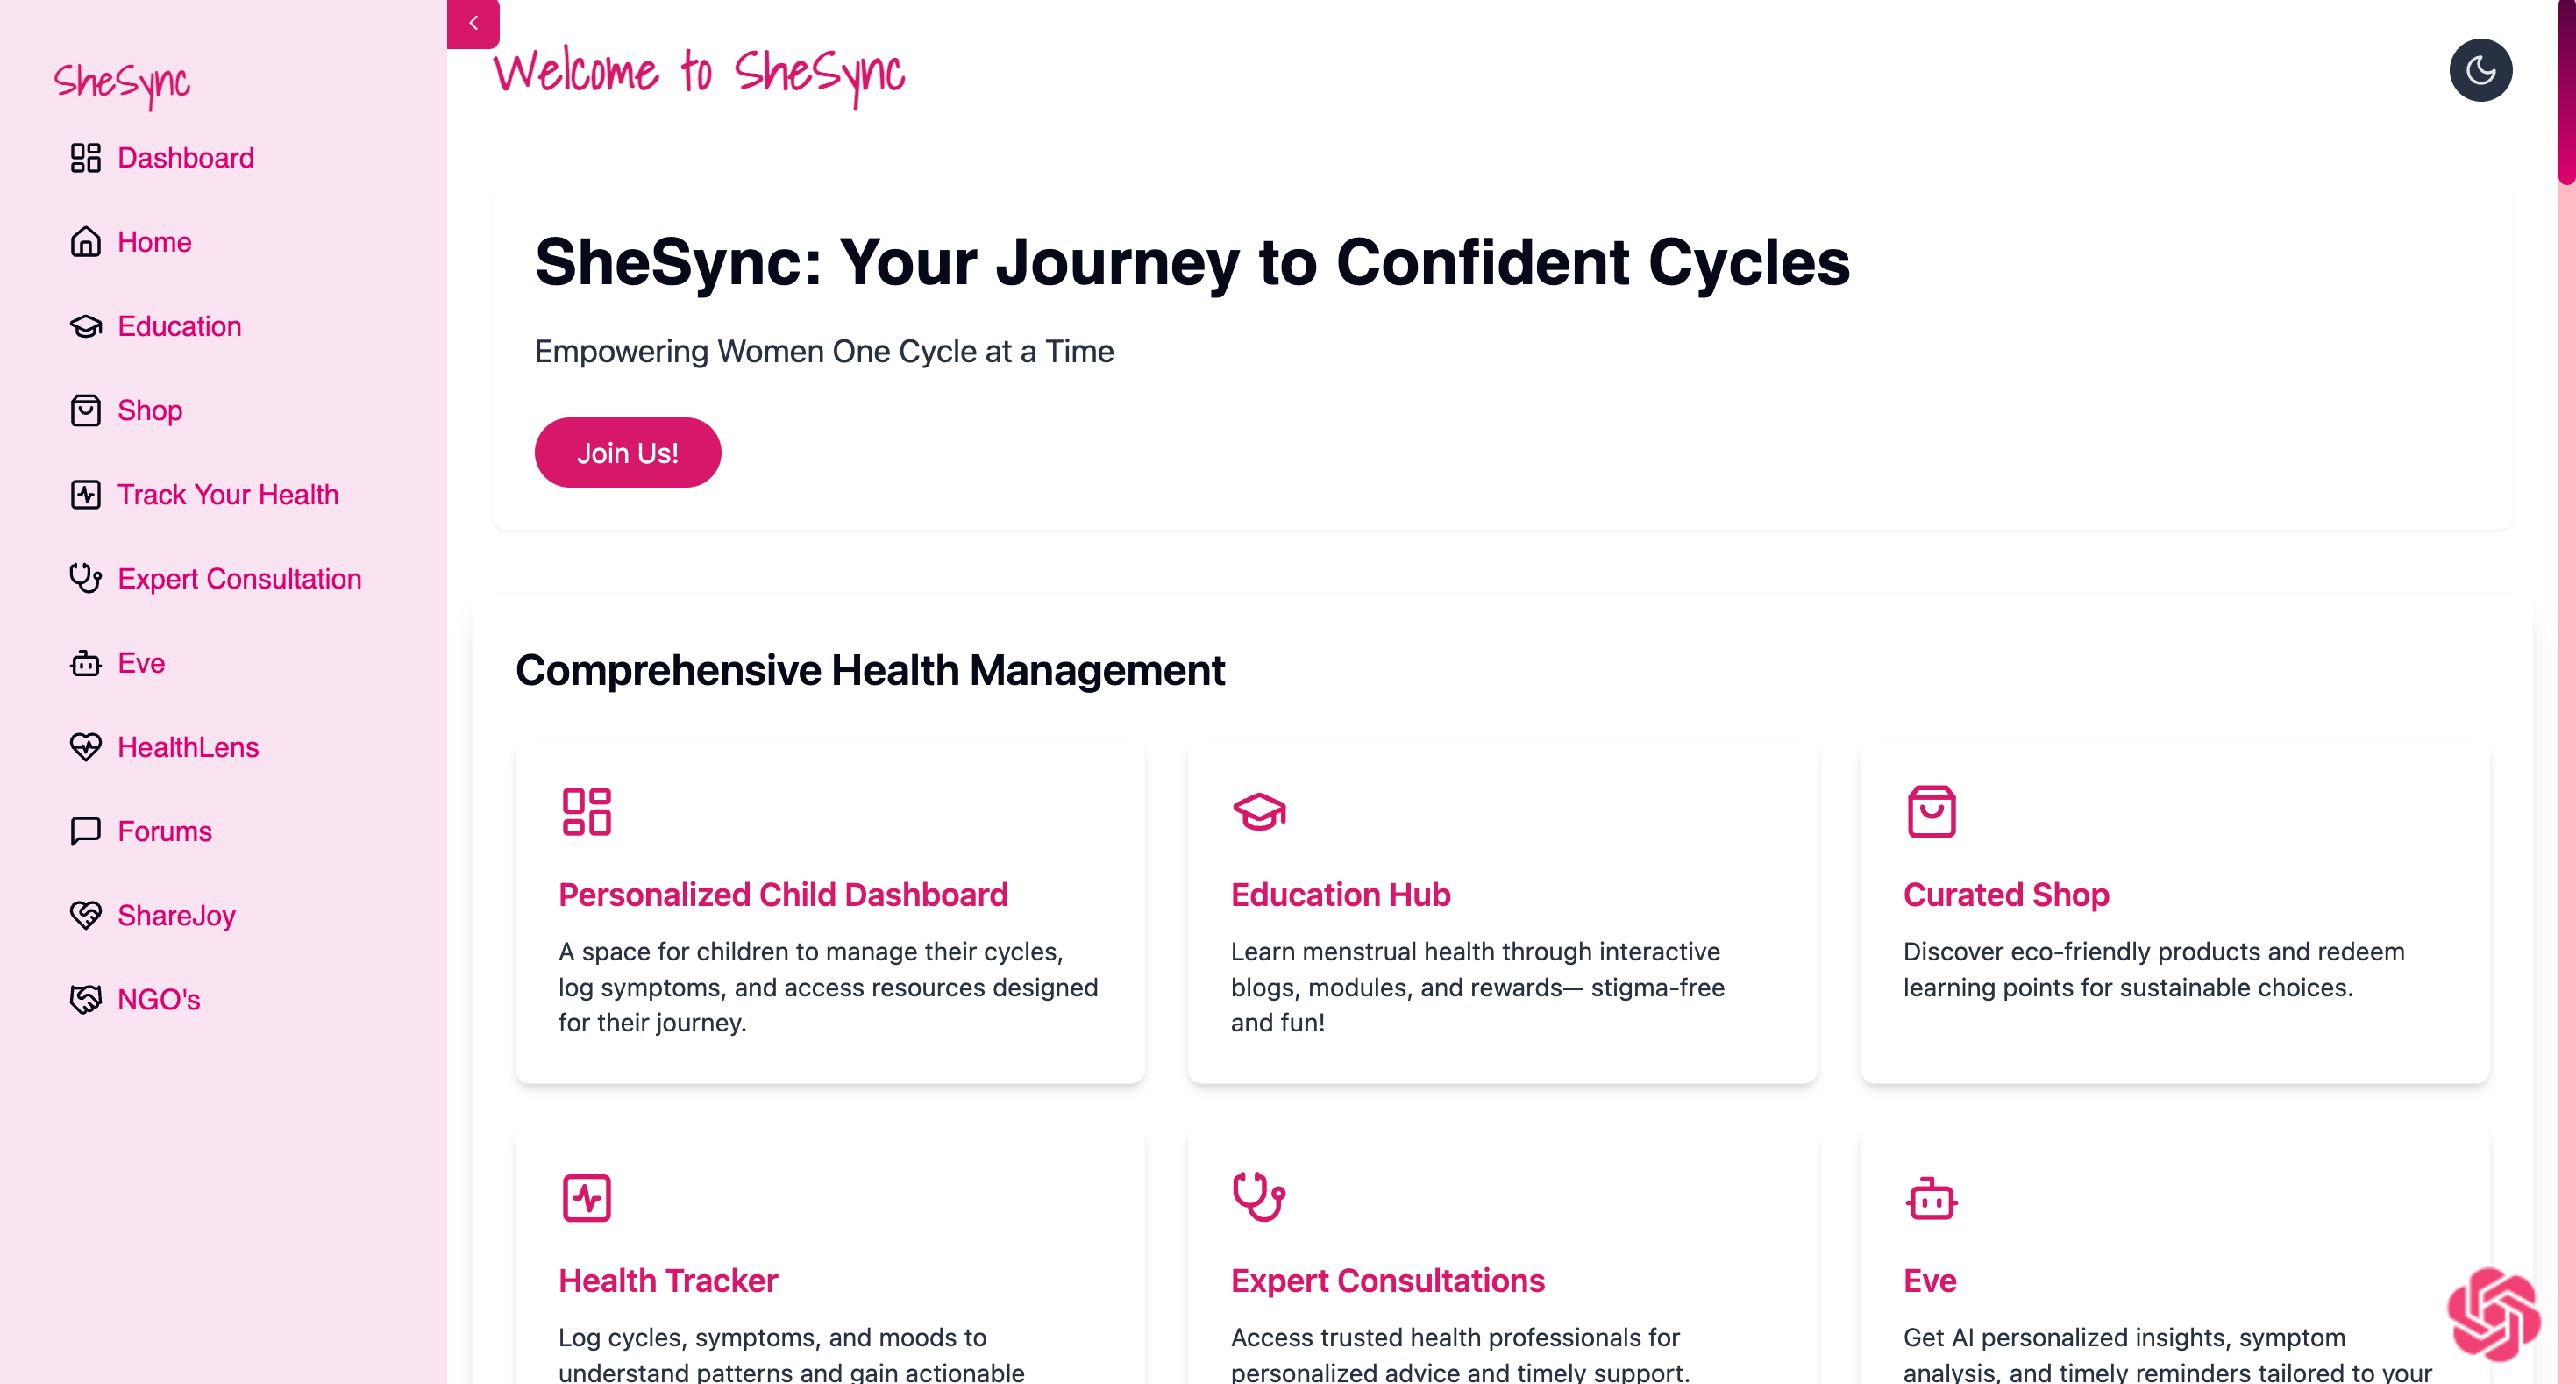 SheSync
Dashboard
Home
Education
Shop
Track Your Health
Expert Consultation
Eve
HealthLens
Forums
ShareJoy
NGO's
Welcome to SheSync
SheSync: Your Journey to Confident Cycles
Empowering Women One Cycle at a Time
Join Us!
Comprehensive Health Management
Personalized Child Dashboard
A space for children to manage their cycles,
log symptoms, and access resources designed
for their journey.
Education Hub
Learn menstrual health through interactive
blogs, modules, and rewards— stigma-free
and fun!
Curated Shop
Discover eco-friendly products and redeem
learning points for sustainable choices.
Health Tracker
Log cycles, symptoms, and moods to
understand patterns and gain actionable
Expert Consultations
Access trusted health professionals for
personalized advice and timely support.
Eve
Get AI personalized insights, symptom
analysis, and timely reminders tailored to your